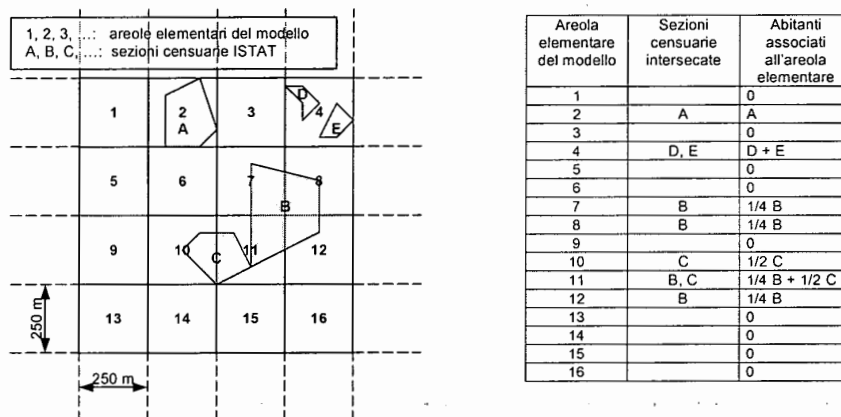 1, 2, 3, ...: areole elementari del modello
A, B, C, ...: sezioni censuarie ISTAT
1 2 3 D 4
A E
5 6 7 8
B
9 10 C 11 12
13 14 15 16
250 m
250 m
Areola elementare del modello Sezioni censuarie intersecate Abitanti associati all'areola elementare
1 0
2 A A
3 0
4 D, E D + E
5 0
6 0
7 B 1/4 B
8 B 1/4 B
9 0
10 C 1/2 C
11 B, C 1/4 B + 1/2 C
12 B 1/4 B
13 0
14 0
15 0
16 0